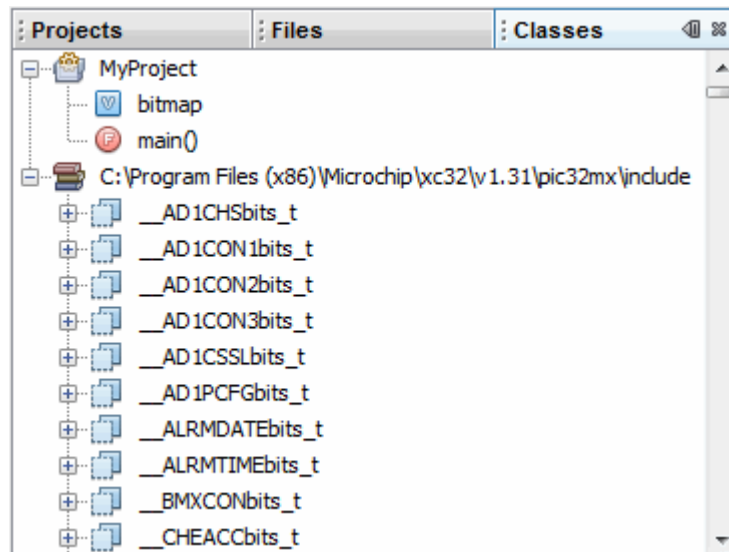 Projects Files Classes
MyProject
V bitmap
F main()
C:\Program Files (x86)\Microchip\xc32\v1.31\pic32mx\include
__AD1CHSbits_t
__AD1CON1bits_t
__AD1CON2bits_t
__AD1CON3bits_t
__AD1CSSLbits_t
__AD1PCFGbits_t
__ALRMDATEbits_t
__ALRMTIMEbits_t
__BMXCONbits_t
__CHEACCbits_t